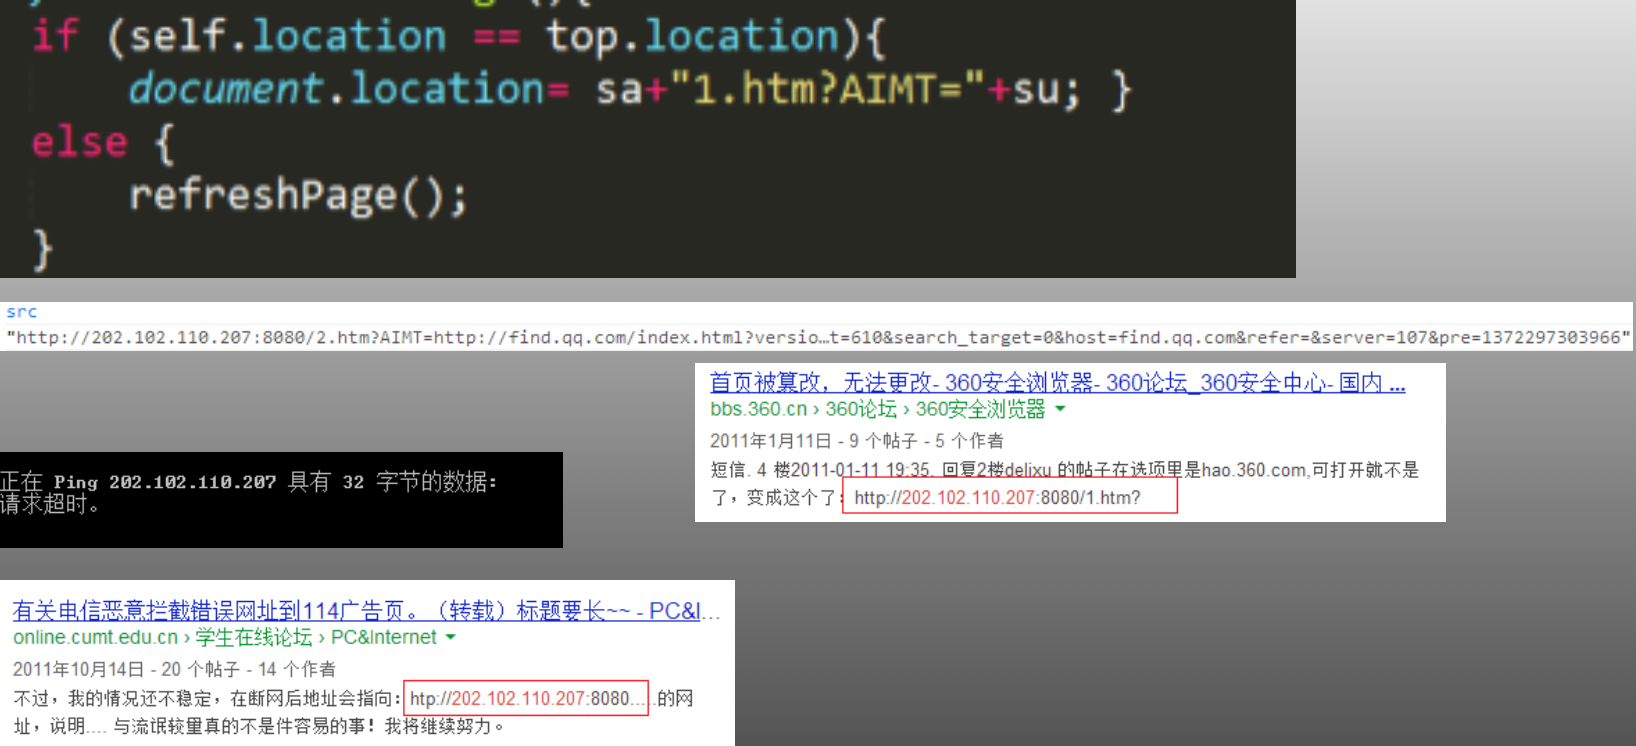 if (self.location == top.location){
document.location= sa+"1.htm?AIMT="+su; }
else {
refreshPage();
}
src
"http://202.102.110.207:8080/2.htm?AIMT=http://find.qq.com/index.html?versio…t=610&search_target=0&host=find.qq.com&refer=&server=107&pre=1372297303966"
首页被篡改，无法更改- 360安全浏览器- 360论坛_360安全中心- 国内 ...
bbs.360.cn › 360论坛 › 360安全浏览器
2011年1月11日 - 9 个帖子 - 5 个作者
短信. 4 楼2011-01-11 19:35. 回复2楼delixu 的帖子在选项里是hao.360.com,可打开就不是
了，变成这个了：http://202.102.110.207:8080/1.htm?
正在 Ping 202.102.110.207 具有 32 字节的数据:
请求超时。
有关电信恶意拦截错误网址到114广告页。（转载）标题要长~~ - PC&I...
online.cumt.edu.cn › 学生在线论坛 › PC&Internet
2011年10月14日 - 20 个帖子 - 14 个作者
不过，我的情况还不稳定，在断网后地址会指向：htp://202.102.110.207:8080.....的网
址，说明.... 与流氓较量真的不是件容易的事！我将继续努力。